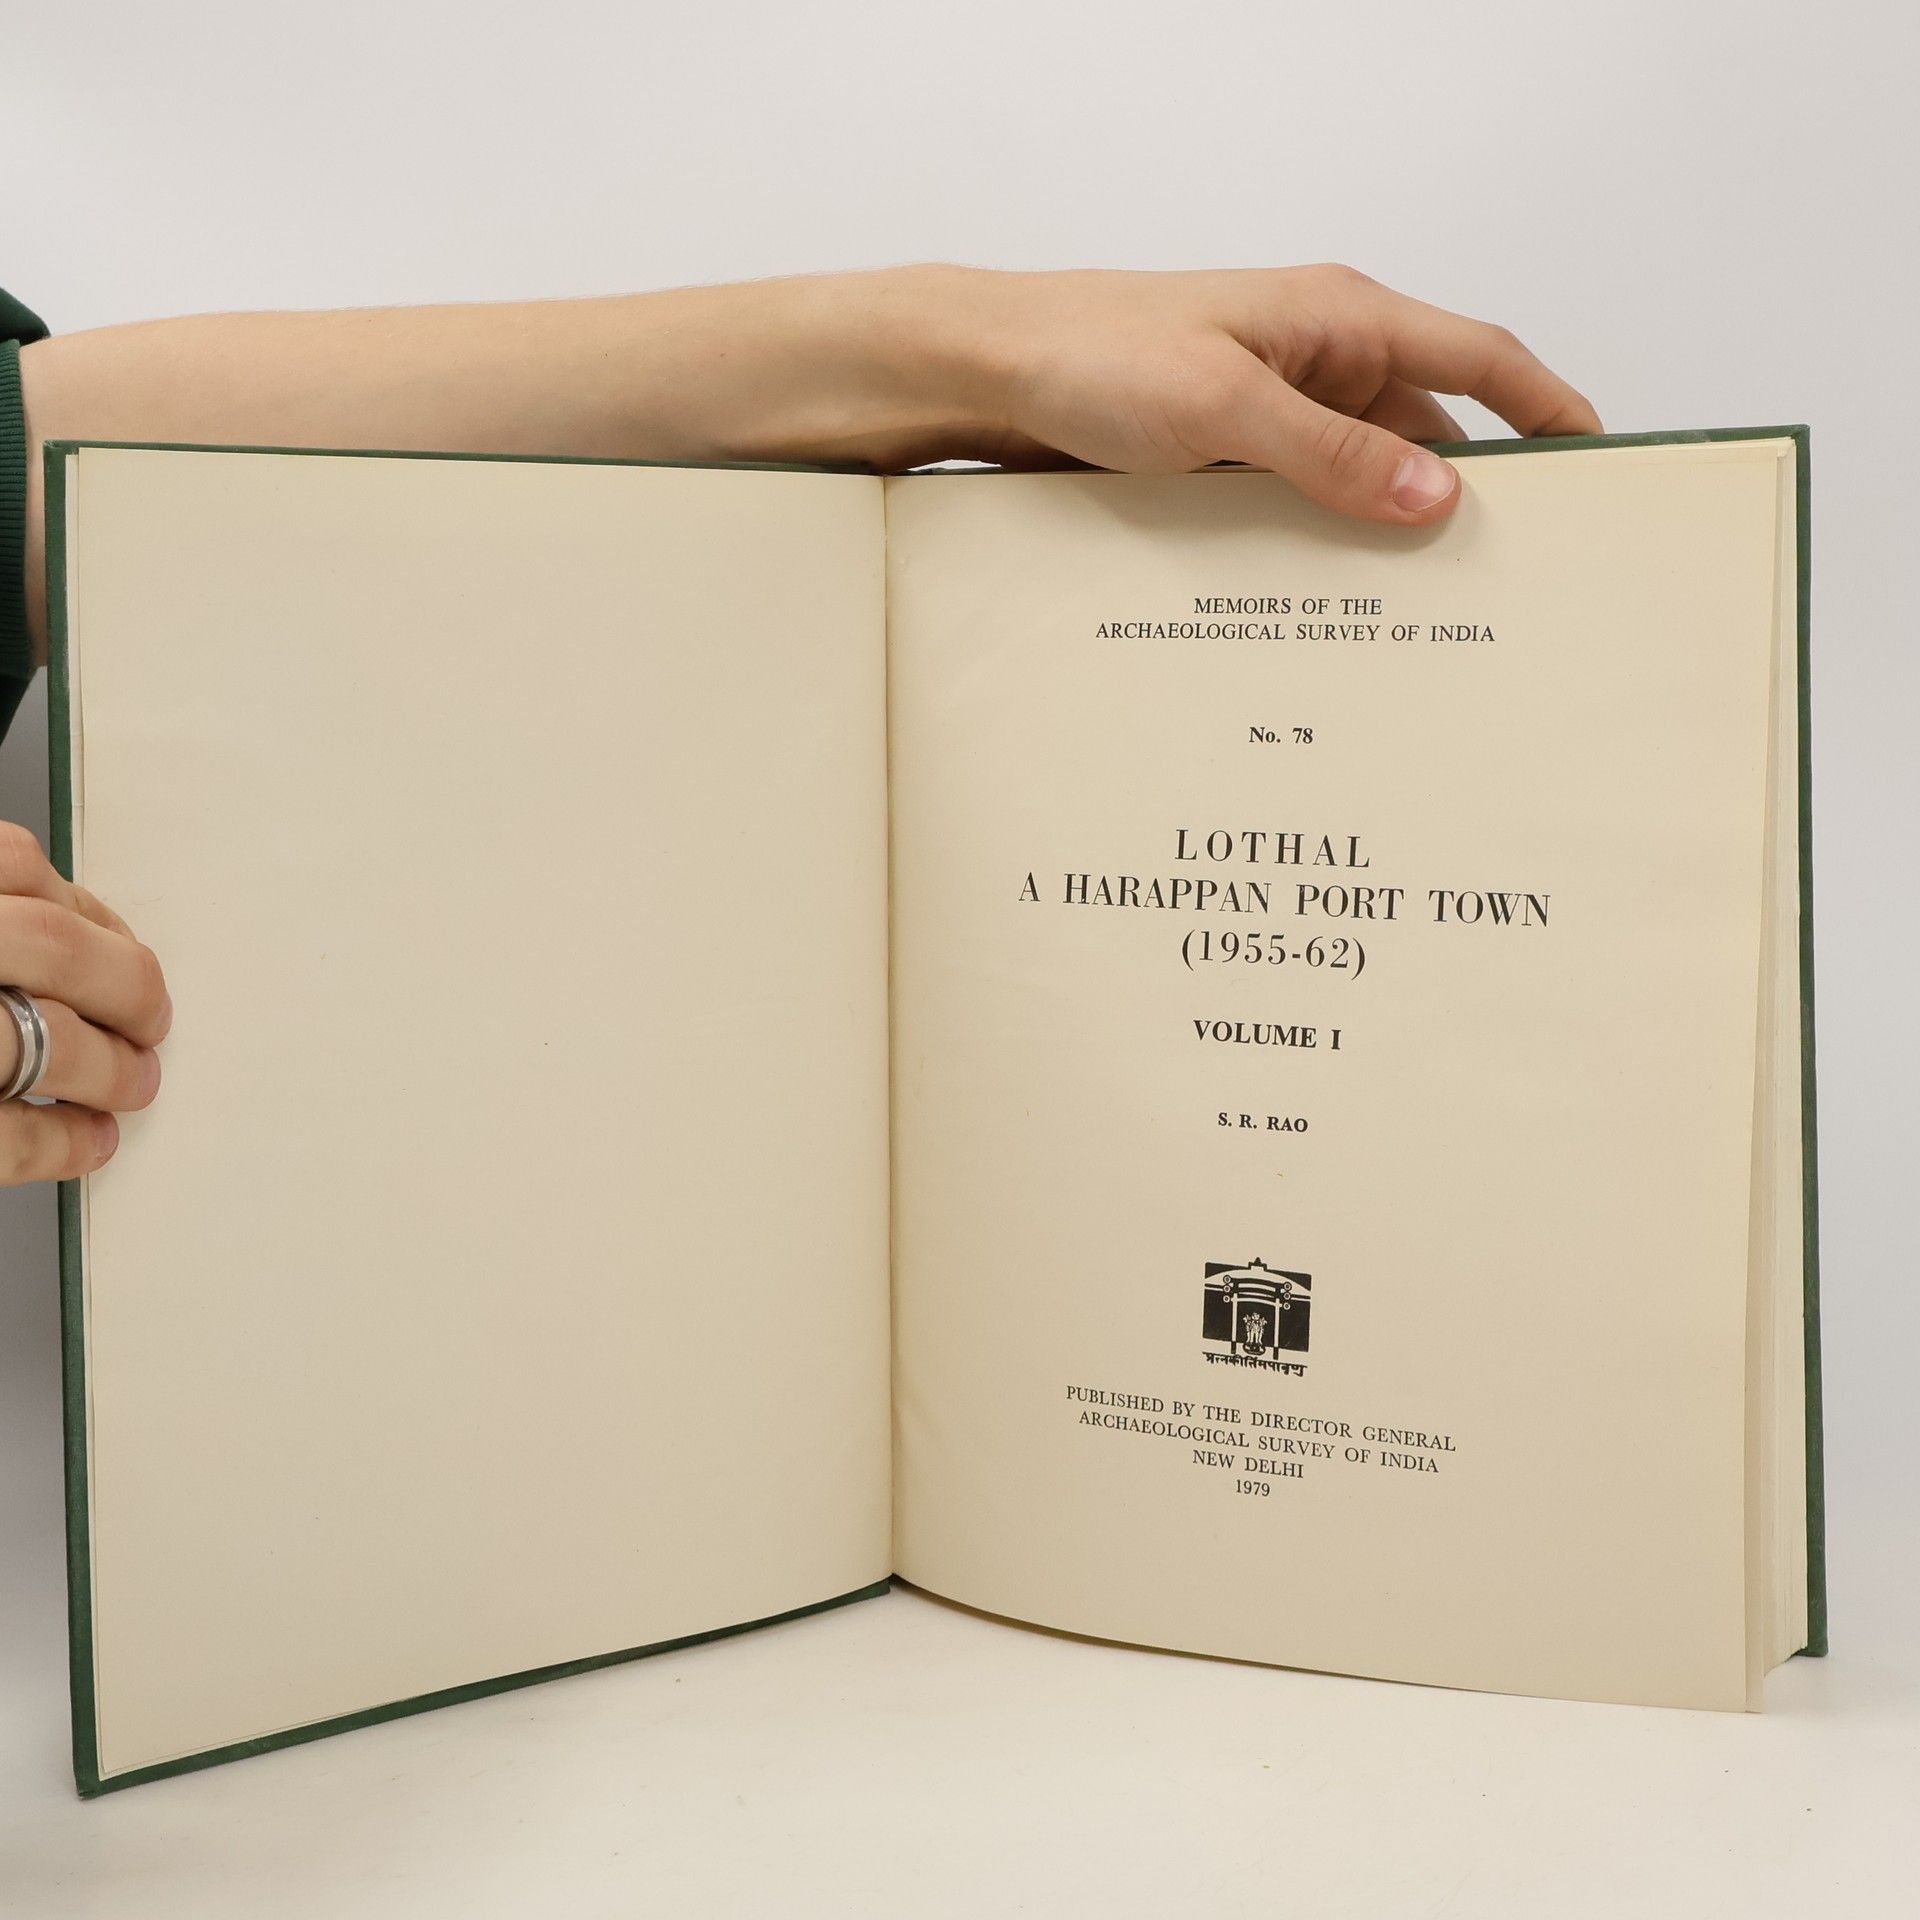 MEMOIRS OF THE
ARCHAEOLOGICAL SURVEY OF INDIA
No. 78
LOTHAL
A HARAPPAN PORT TOWN
(1955-62)
VOLUME I
S. R. RAO
प्रत्नकीर्तिमपावृणु
PUBLISHED BY THE DIRECTOR GENERAL
ARCHAEOLOGICAL SURVEY OF INDIA
NEW DELHI
1979